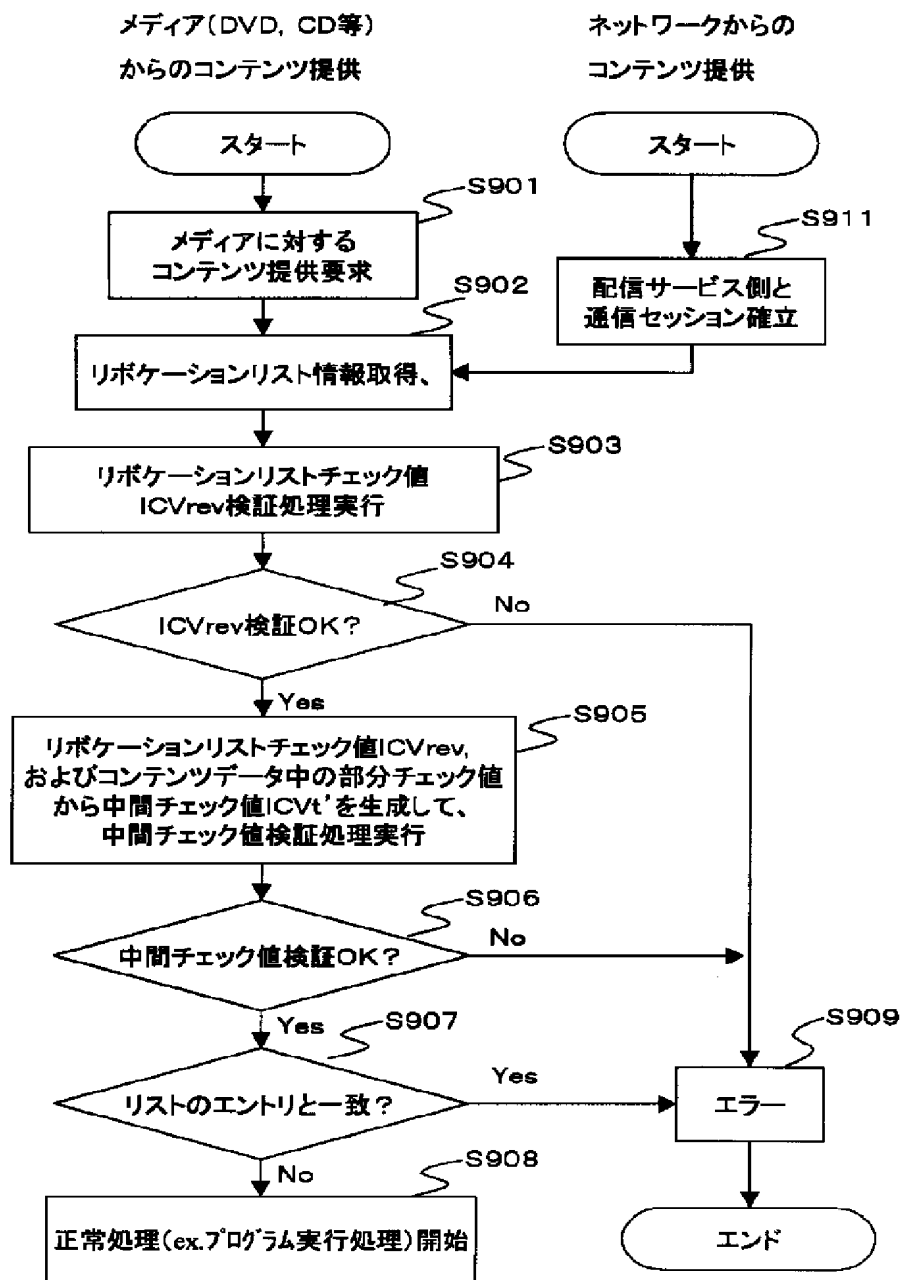 メディア(DVD, CD等)
からのコンテンツ提供
ネットワークからの
コンテンツ提供
スタート
スタート
S901
メディアに対する
コンテンツ提供要求
S911
配信サービス側と
通信セッション確立
S902
リボケーションリスト情報取得、
S903
リボケーションリストチェック値
ICVrev検証処理実行
S904
ICVrev検証OK?
No
Yes
S905
リボケーションリストチェック値ICVrev,
およびコンテンツデータ中の部分チェック値
から中間チェック値ICVt'を生成して、
中間チェック値検証処理実行
S906
中間チェック値検証OK?
No
Yes
S907
リストのエントリと一致?
Yes
S909
エラー
No
S908
正常処理(ex.プログラム実行処理)開始
エンド